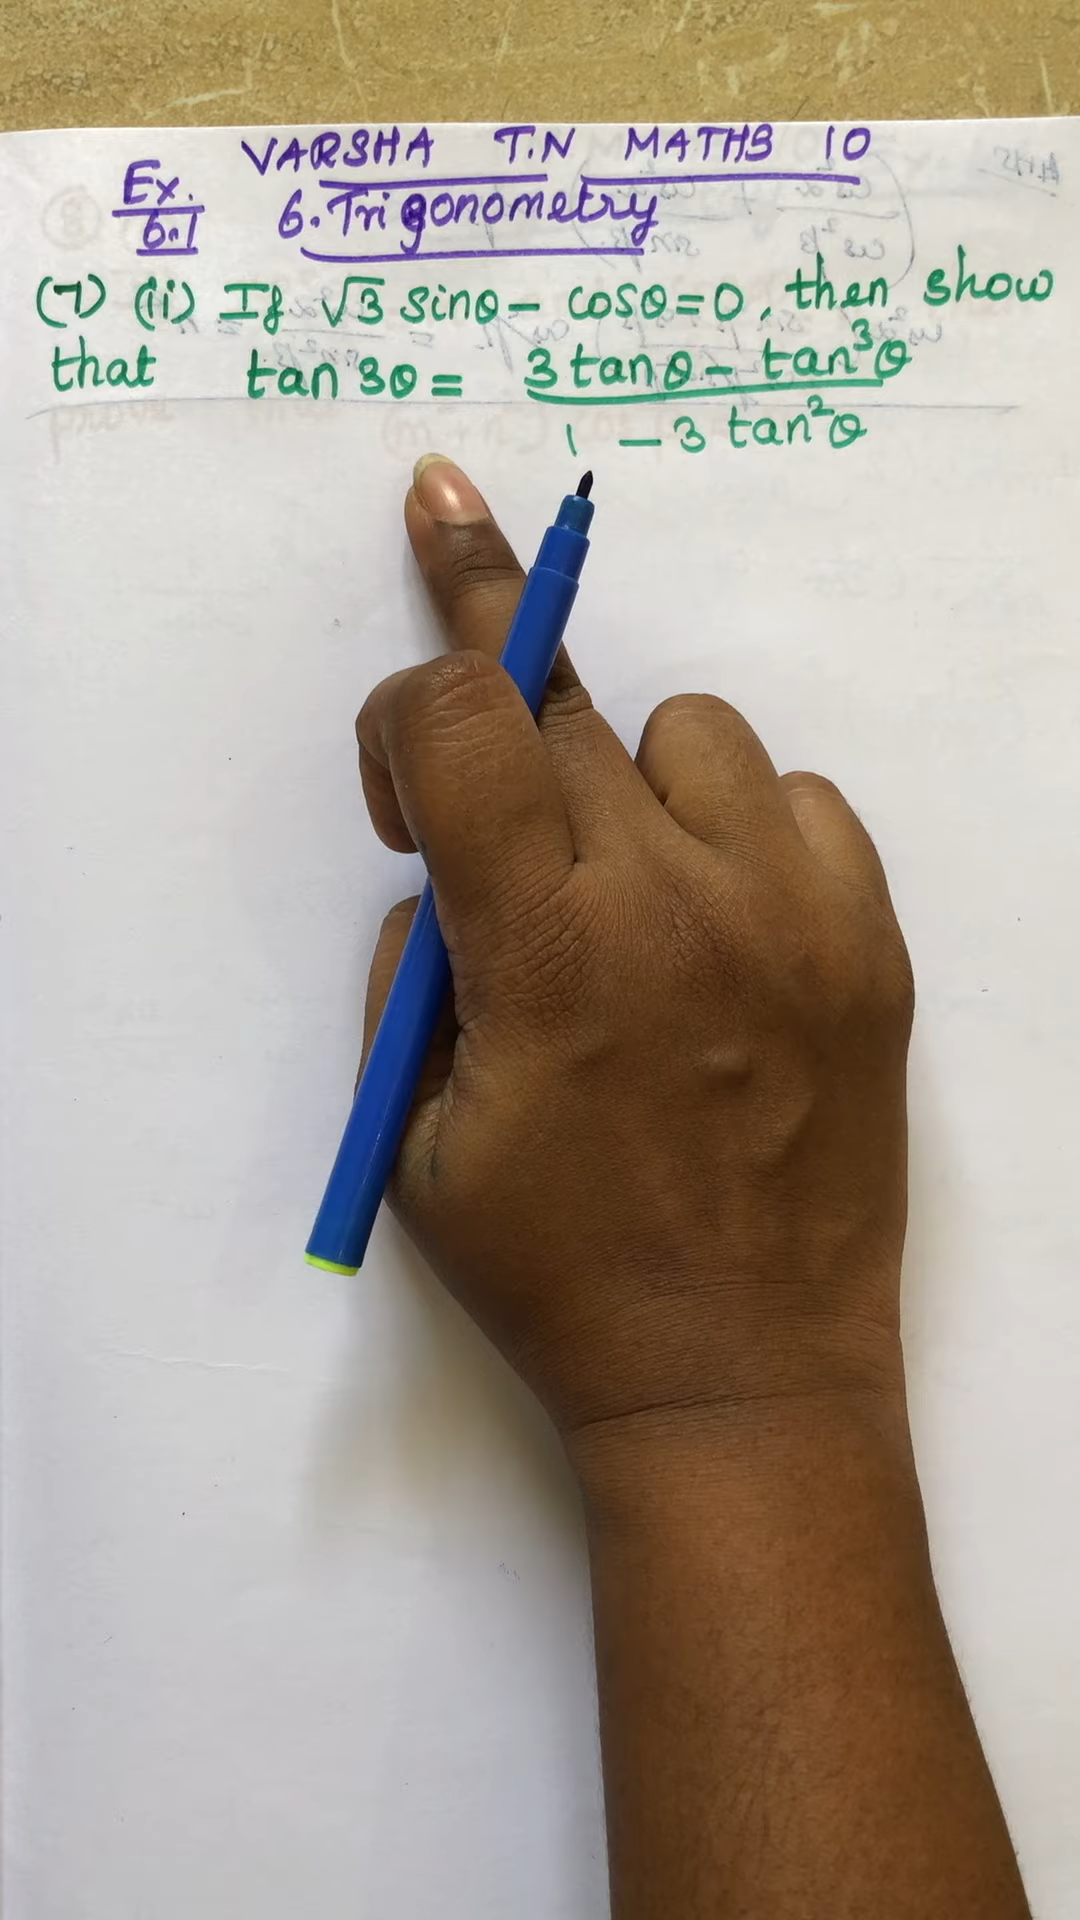 VARSHA T.N MATHS 10
Ex. 6.1 6. Trigonometry
(7) (ii) If √3 sinθ - cosθ = 0, then show
that tan 3θ = 3 tanθ - tan³θ
1 - 3 tan²θ